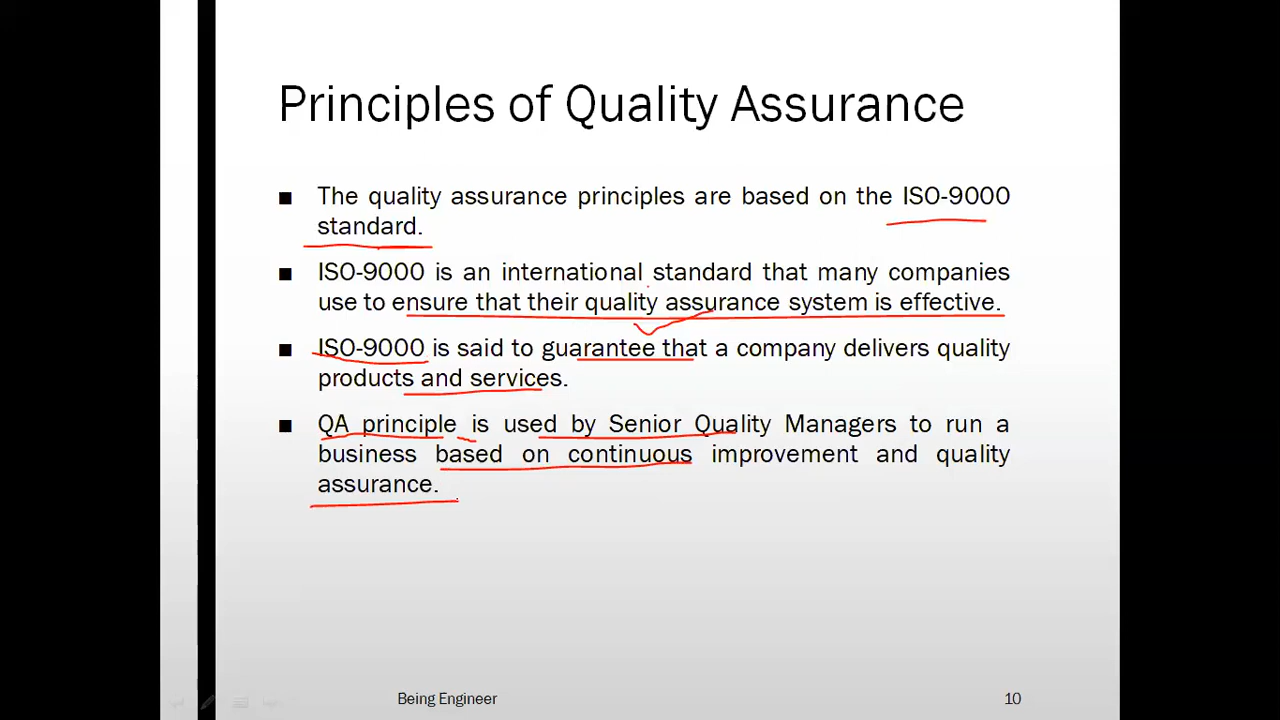 Principles of Quality Assurance
■ The quality assurance principles are based on the ISO-9000
standard.
■ ISO-9000 is an international standard that many companies
use to ensure that their quality assurance system is effective.
■ ISO-9000 is said to guarantee that a company delivers quality
products and services.
■ QA principle is used by Senior Quality Managers to run a
business based on continuous improvement and quality
assurance.
Being Engineer
10